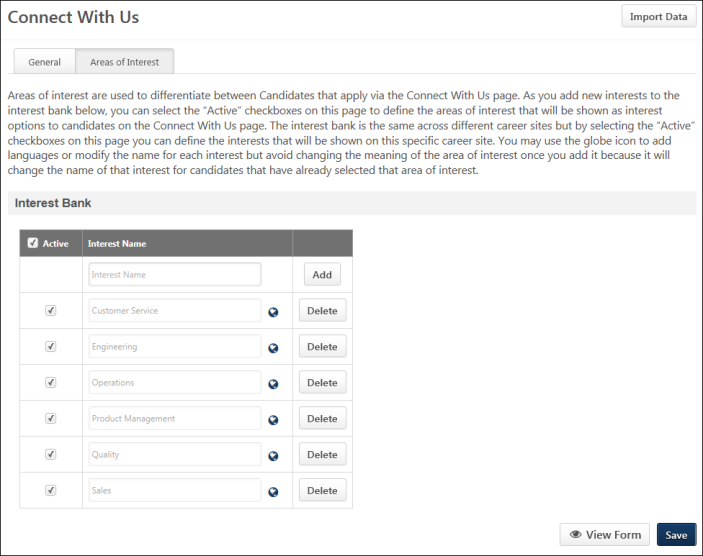 Connect With Us
Import Data
General
Areas of Interest
Areas of interest are used to differentiate between Candidates that apply via the Connect With Us page. As you add new interests to the
interest bank below, you can select the "Active" checkboxes on this page to define the areas of interest that will be shown as interest
options to candidates on the Connect With Us page. The interest bank is the same across different career sites but by selecting the "Active"
checkboxes on this page you can define the interests that will be shown on this specific career site. You may use the globe icon to add
languages or modify the name for each interest but avoid changing the meaning of the area of interest once you add it because it will
change the name of that interest for candidates that have already selected that area of interest.
Interest Bank
Active Interest Name
Interest Name Add
Customer Service Delete
Engineering Delete
Operations Delete
Product Management Delete
Quality Delete
Sales Delete
View Form Save